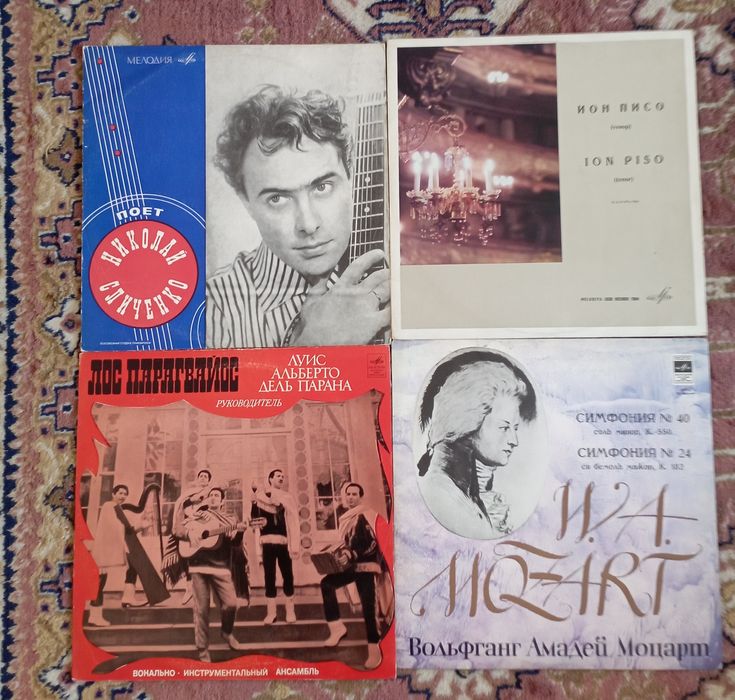 МЕЛОДИЯ
ПОЕТ
НИКОЛАЙ
СЛИЧЕНКО
ИОН ПИСО
(тенор)
ION PISO
(tenor)
ЛОС ПАРАГВАЙОС
ЛУИС
АЛЬБЕРТО
ДЕЛЬ ПАРАНА
РУКОВОДИТЕЛЬ
ВОКАЛЬНО - ИНСТРУМЕНТАЛЬНЫЙ АНСАМБЛЬ
СИМФОНИЯ № 40
соль минор, К. 550
СИМФОНИЯ № 24
си бемоль мажор, К. 182
W. A.
MOZART
Вольфганг Амадей Моцарт